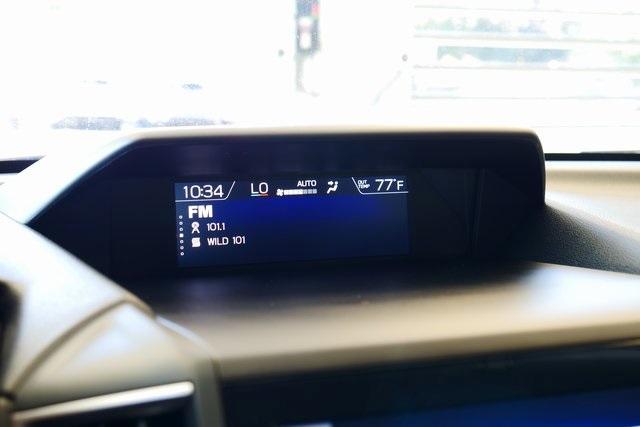 10:34 LO AUTO OUT TEMP 77°F
FM
101.1
WILD 101